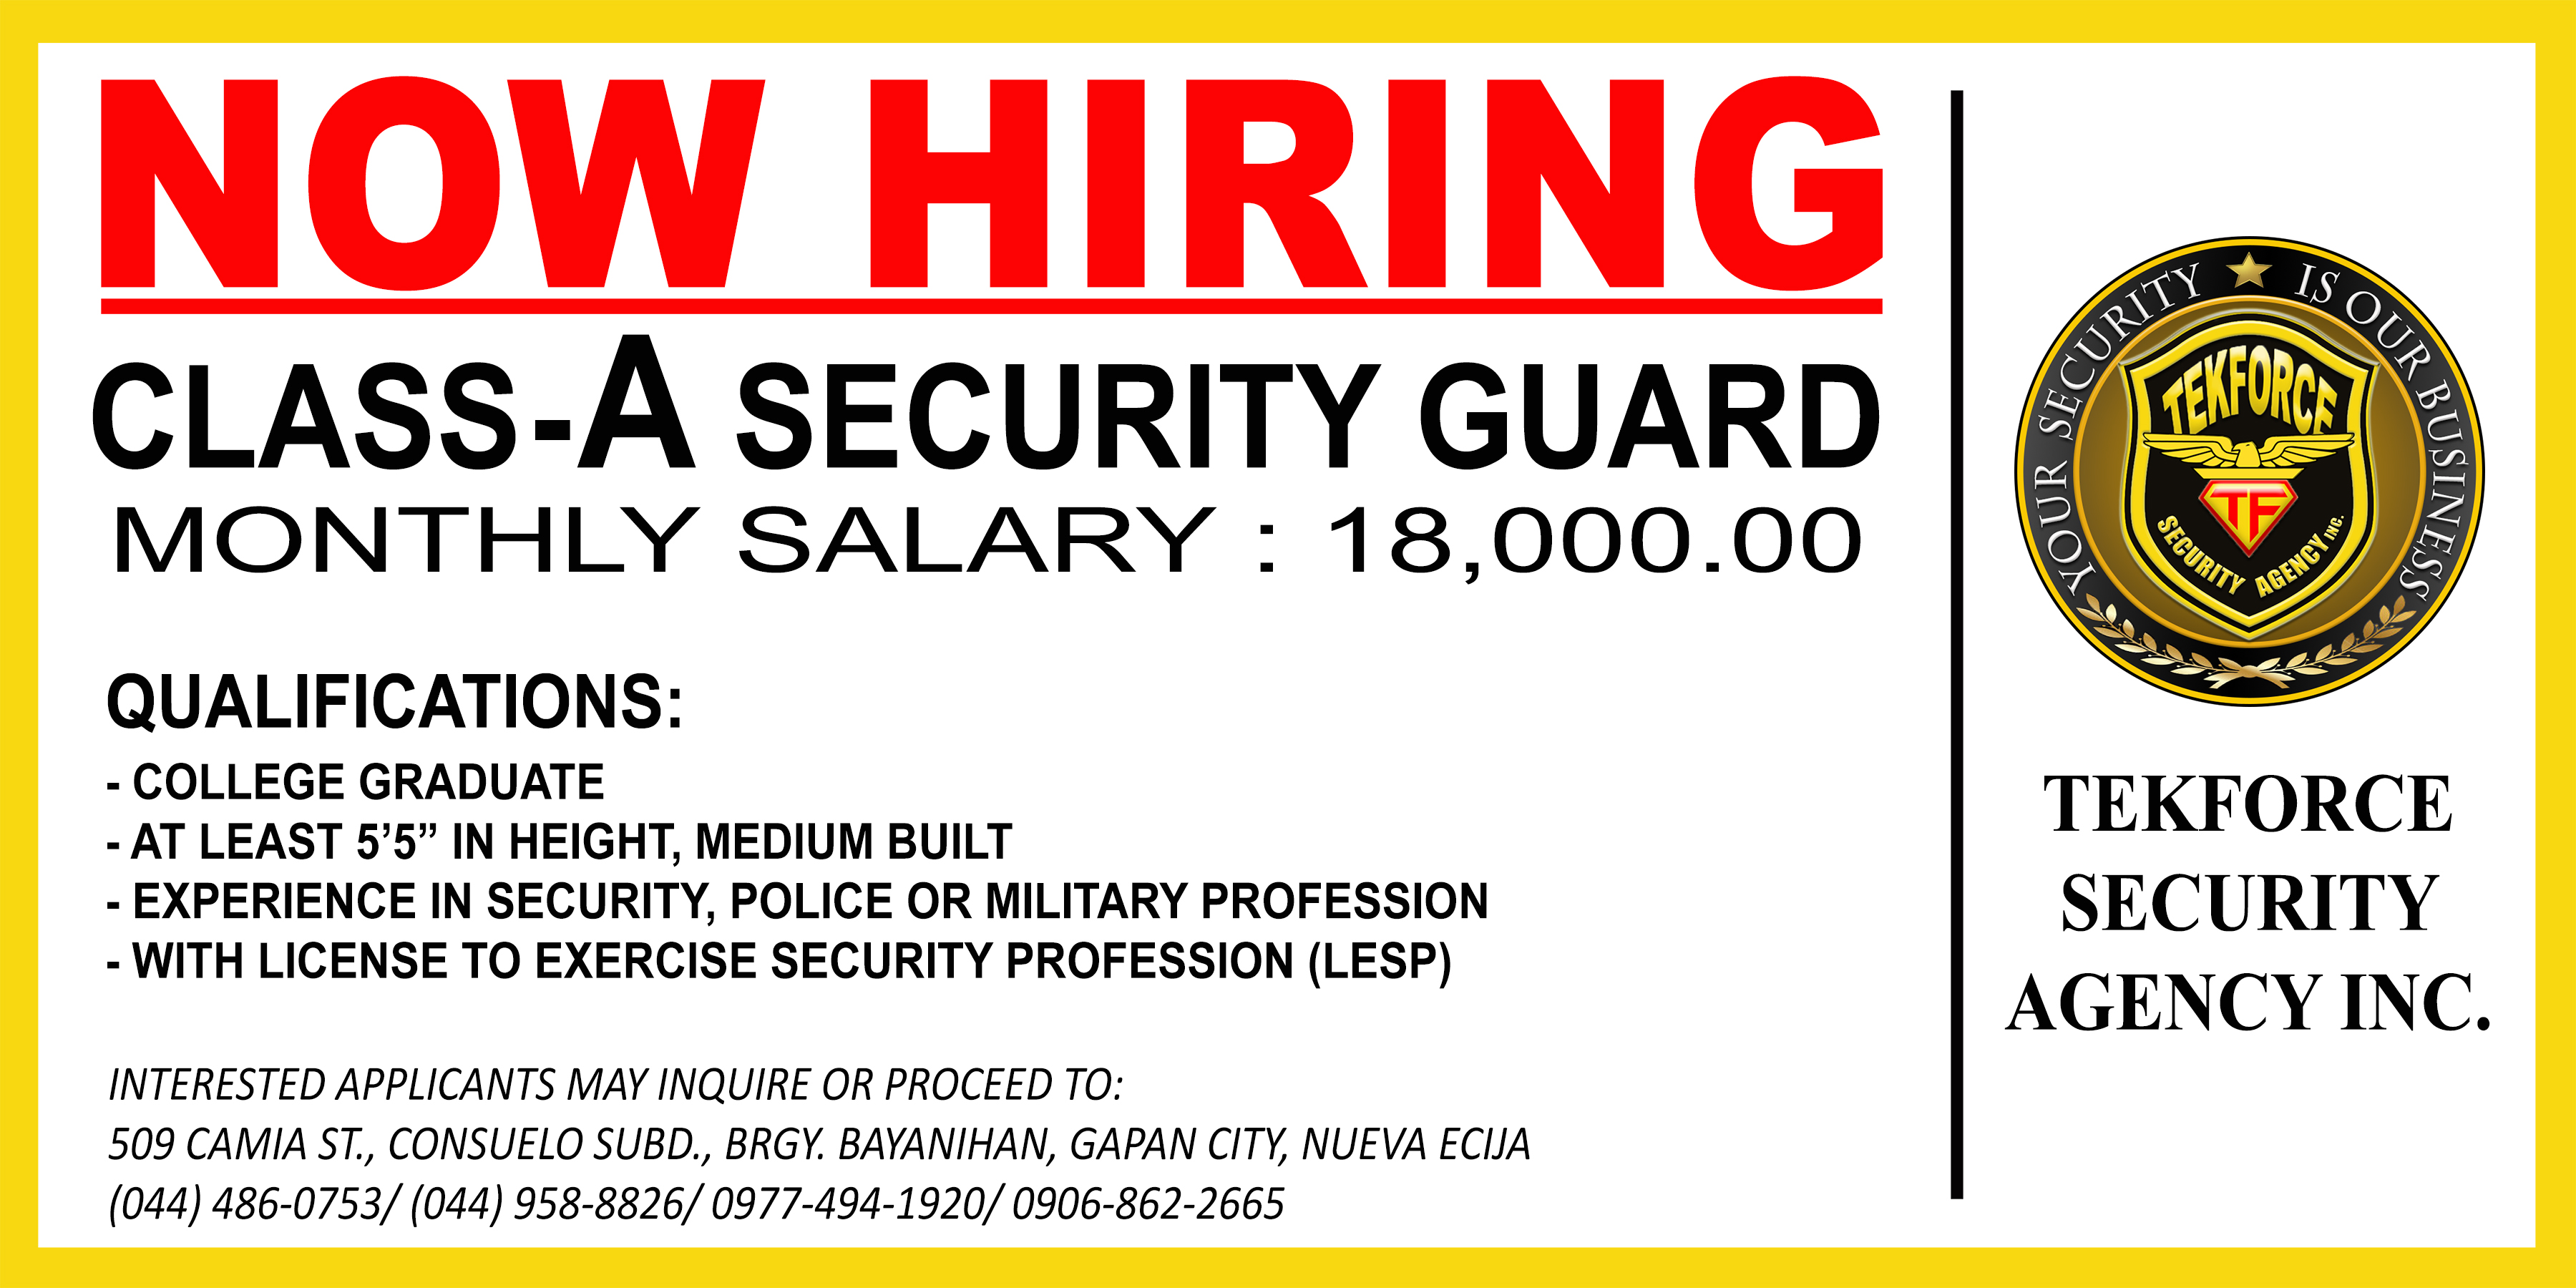 NOW HIRING
CLASS-A SECURITY GUARD
MONTHLY SALARY : 18,000.00
QUALIFICATIONS:
- COLLEGE GRADUATE
- AT LEAST 5’5” IN HEIGHT, MEDIUM BUILT
- EXPERIENCE IN SECURITY, POLICE OR MILITARY PROFESSION
- WITH LICENSE TO EXERCISE SECURITY PROFESSION (LESP)
INTERESTED APPLICANTS MAY INQUIRE OR PROCEED TO:
509 CAMIA ST., CONSUELO SUBD., BRGY. BAYANIHAN, GAPAN CITY, NUEVA ECIJA
(044) 486-0753/ (044) 958-8826/ 0977-494-1920/ 0906-862-2665
YOUR SECURITY IS OUR BUSINESS
TEKFORCE
TF
SECURITY AGENCY INC.
TEKFORCE
SECURITY
AGENCY INC.